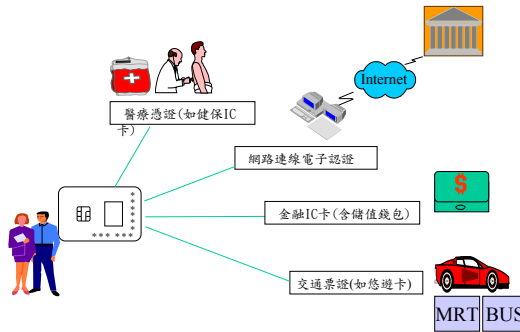 Internet
醫療憑證(如健保IC
卡)
網路連線電子認證
$
金融IC卡(含儲值錢包)
交通票證(如悠遊卡)
MRT BUS